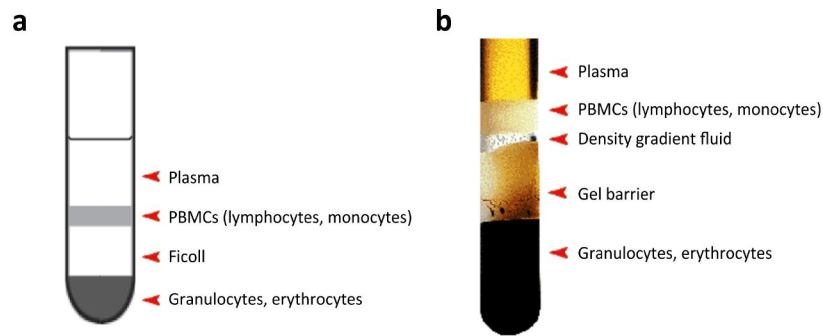 a
Plasma
PBMCs (lymphocytes, monocytes)
Ficoll
Granulocytes, erythrocytes
b
Plasma
PBMCs (lymphocytes, monocytes)
Density gradient fluid
Gel barrier
Granulocytes, erythrocytes